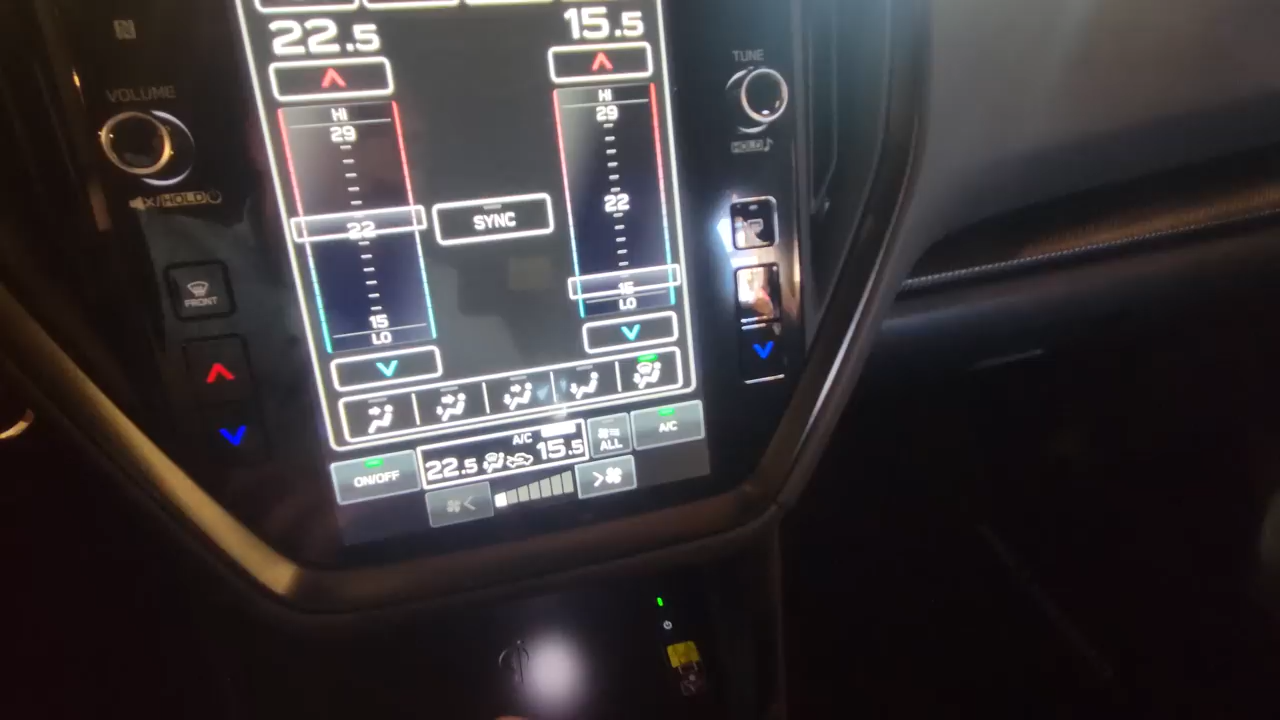 22.5
15.5
TUNE
VOLUME
HI
29
HI
29
HOLD♪
/HOLD
22
SYNC
22
FRONT
15
LO
15
LO
A/C
ALL
A/C
22.5
15.5
ON/OFF